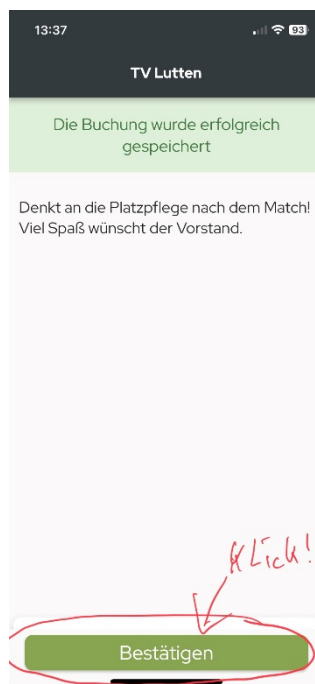 13:37
93
TV Lutten
Die Buchung wurde erfolgreich
gespeichert
Denkt an die Platzpflege nach dem Match!
Viel Spaß wünscht der Vorstand.
Klick!
Bestätigen